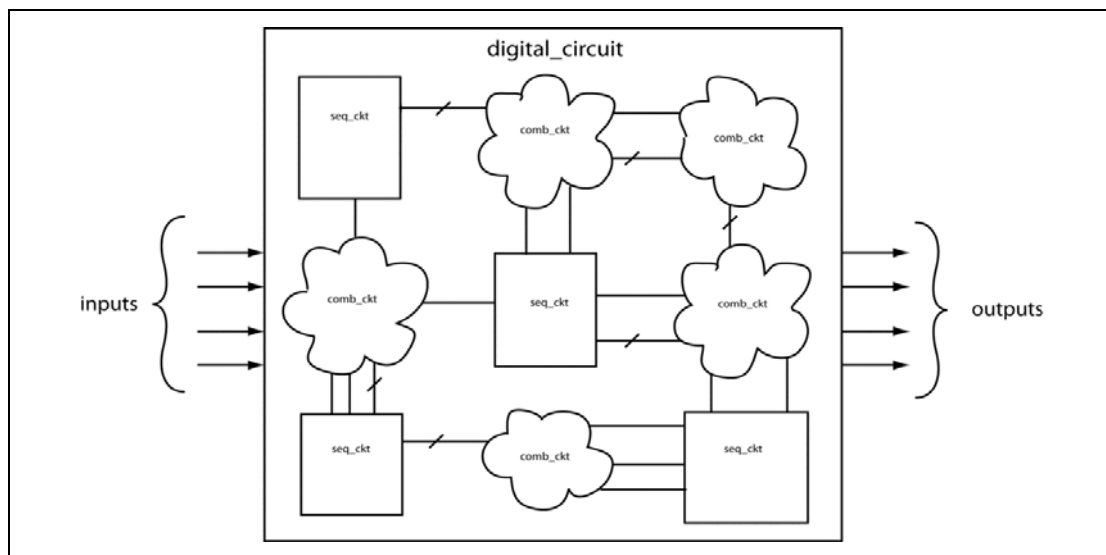 digital_circuit
seq_ckt
comb_ckt
comb_ckt
inputs
comb_ckt
seq_ckt
comb_ckt
outputs
seq_ckt
comb_ckt
seq_ckt